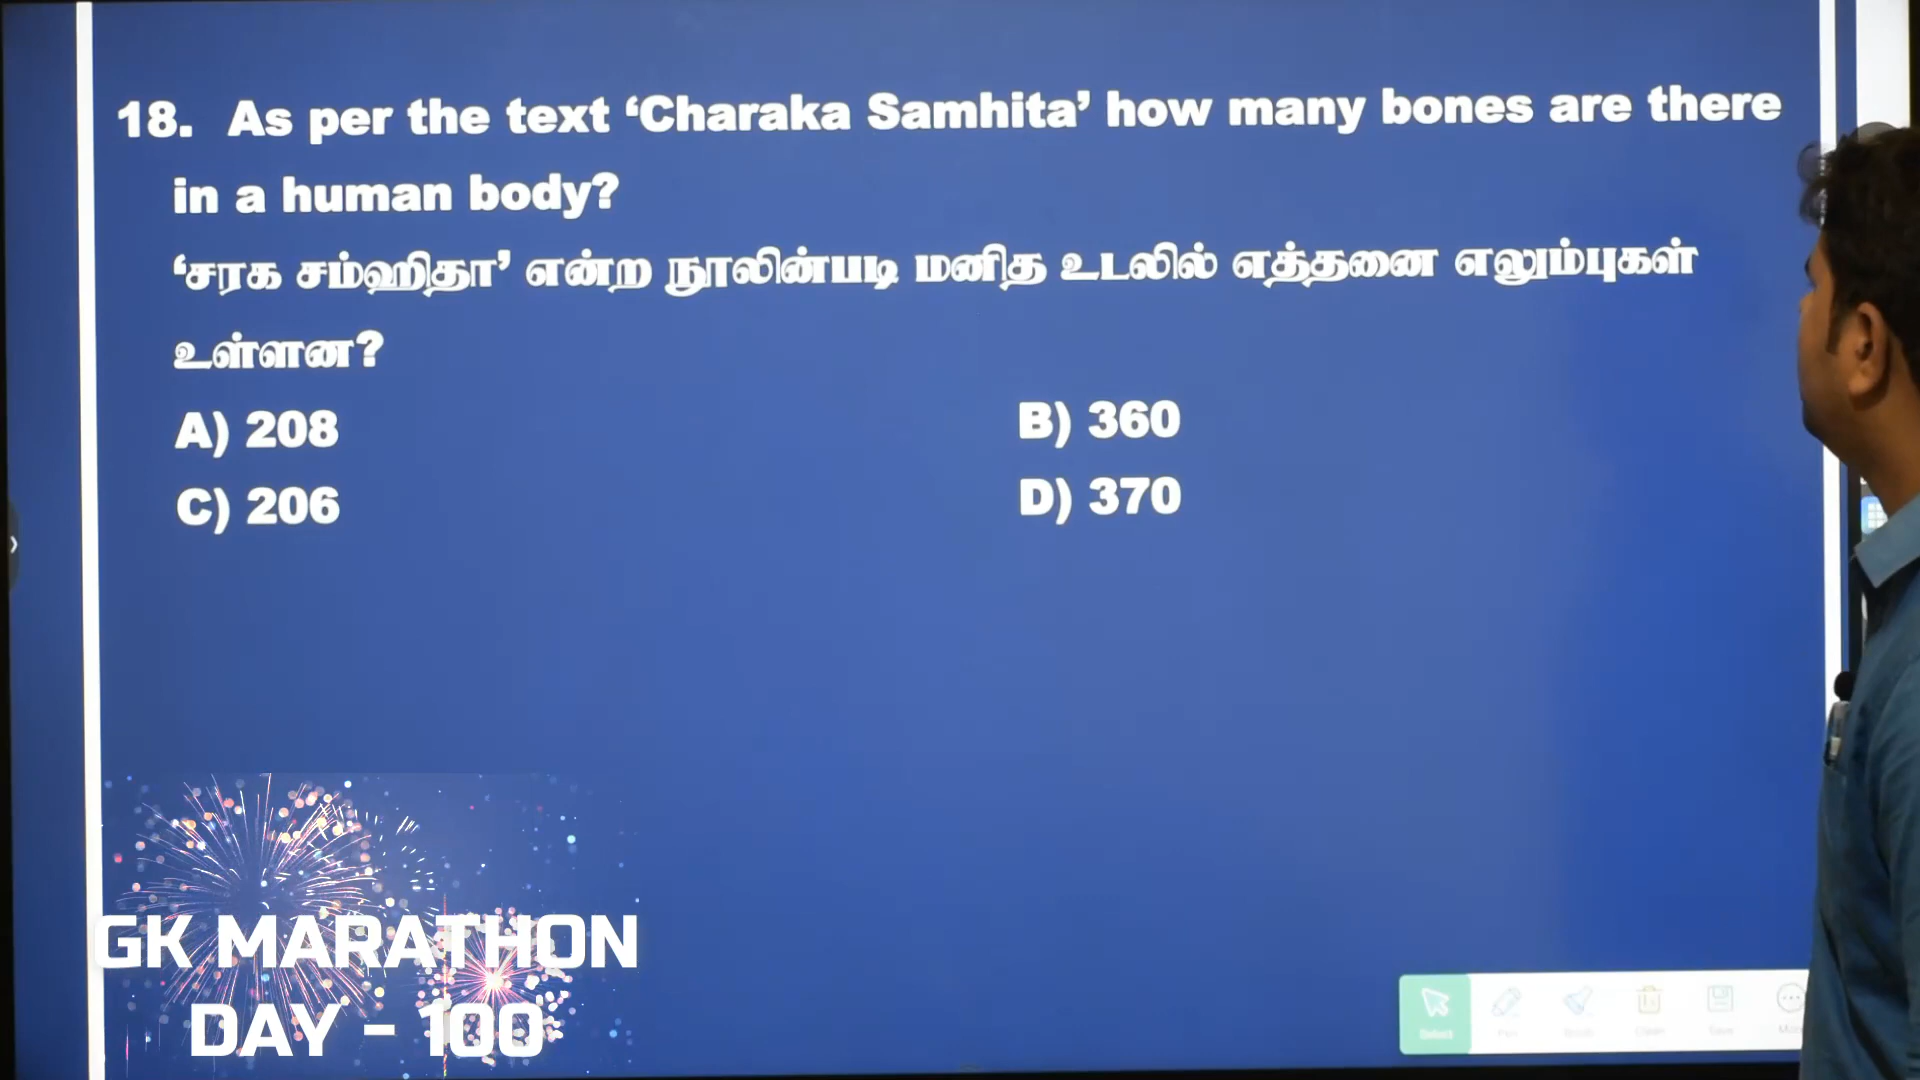 18. As per the text ‘Charaka Samhita’ how many bones are there
in a human body?
‘சரக சம்ஹிதா’ என்ற நூலின்படி மனித உடலில் எத்தனை எலும்புகள்
உள்ளன?
A) 208
B) 360
C) 206
D) 370
GK MARATHON
DAY - 100
Select